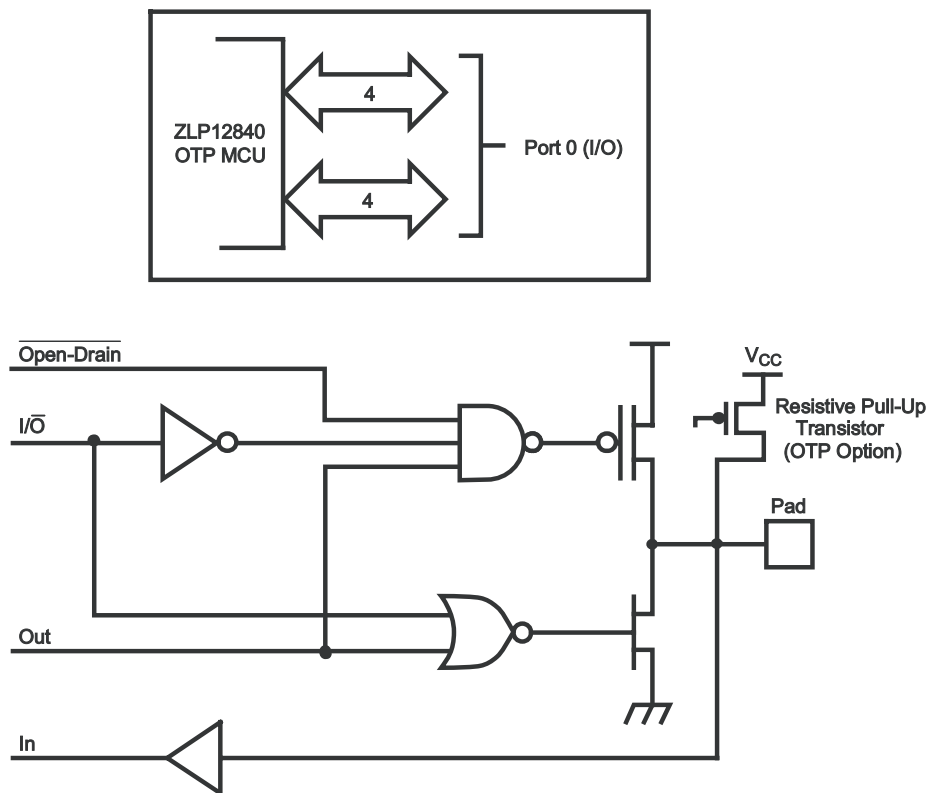 ZLP12840
OTP MCU
4
4
Port 0 (I/O)
Open-Drain
I/O
VCC
Resistive Pull-Up
Transistor
(OTP Option)
Pad
Out
In